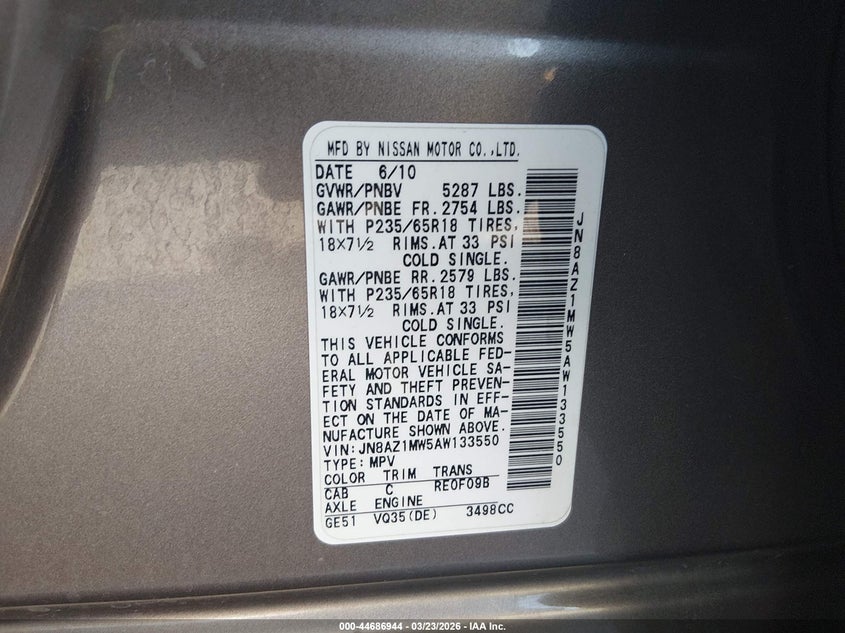 MFD BY NISSAN MOTOR CO.,LTD.
DATE 6/10
GVWR/PNBV 5287 LBS.
GAWR/PNBE FR. 2754 LBS.
WITH P235/65R18 TIRES,
18×7½ RIMS.AT 33 PSI
COLD SINGLE.
GAWR/PNBE RR. 2579 LBS.
WITH P235/65R18 TIRES,
18×7½ RIMS.AT 33 PSI
COLD SINGLE.
THIS VEHICLE CONFORMS
TO ALL APPLICABLE FED-
ERAL MOTOR VEHICLE SA-
FETY AND THEFT PREVEN-
TION STANDARDS IN EFF-
ECT ON THE DATE OF MA-
NUFACTURE SHOWN ABOVE.
VIN:JN8AZ1MW5AW133550
TYPE:MPV
COLOR TRIM TRANS
CAB C RE0F09B
AXLE ENGINE
GE51 VQ35(DE) 3498CC
JN8AZ1MW5AW133550
000-44686944 | 03/23/2026 - IAA Inc.